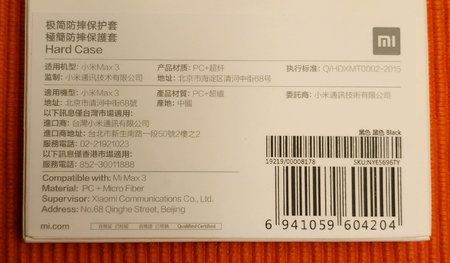 极简防摔保护套
極簡防摔保護套
Hard Case
mi
适用机型: 小米Max 3 产品材质: PC+超纤 执行标准: Q/HDXMT0002-2015
监制: 小米通讯技术有限公司 地址: 北京市海淀区清河中街68号
適用機型: 小米Max 3 產品材質: PC+超纖 委託商: 小米通訊技術有限公司
地址: 北京市清河中街68號 產地: 中國
以下訊息僅台灣市場適用:
進口商: 台灣小米通訊有限公司
進口商地址: 台北市新生南路一段50號2樓之2
服務電話: 02-21921023
以下訊息僅香港市場適用:
服務電話: 852-30011888
Compatible with: Mi Max 3
Material: PC + Micro Fiber
Supervisor: Xiaomi Communications Co., Ltd.
Address: No.68 Qinghe Street, Beijing
mi.com
Qualified Certified
黑色 黑色 Black
19219/00008178 SKU:NYE5696TY
6 941059 604204